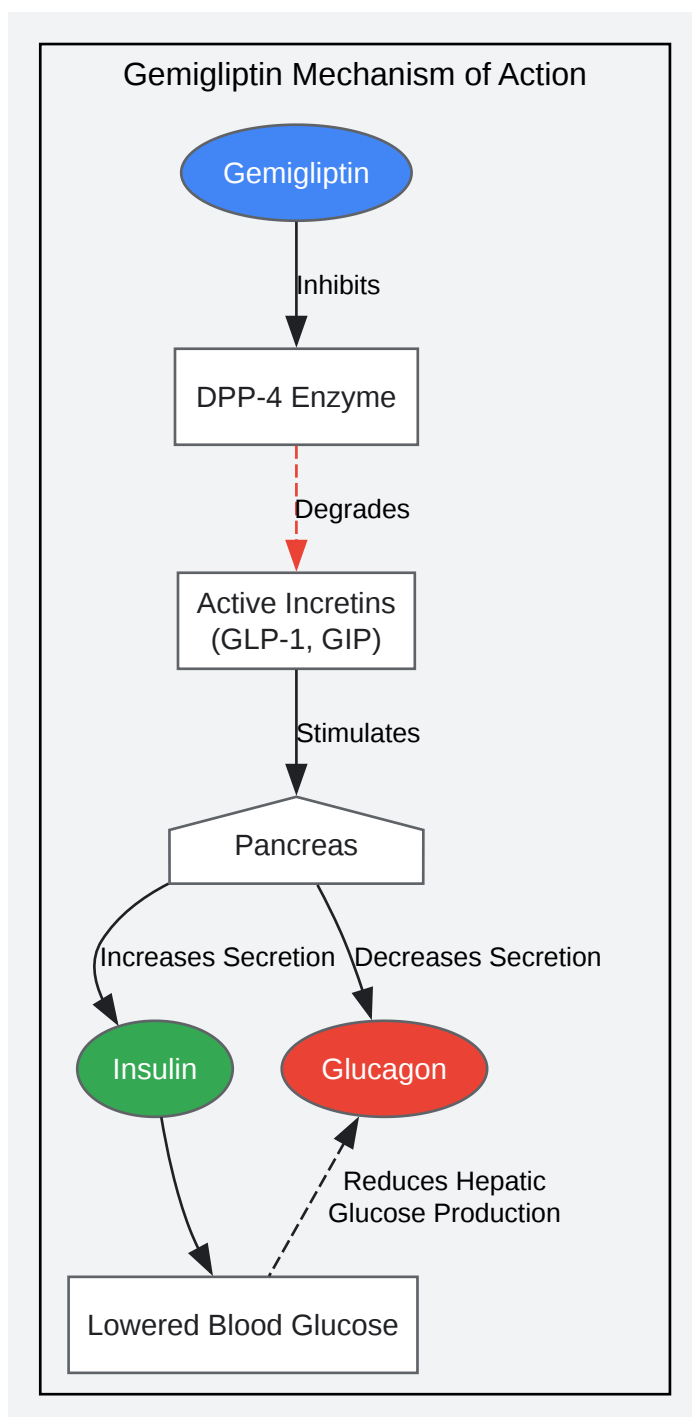 Gemigliptin Mechanism of Action
Gemigliptin
Inhibits
DPP-4 Enzyme
Degrades
Active Incretins
(GLP-1, GIP)
Stimulates
Pancreas
Increases Secretion
Decreases Secretion
Insulin
Glucagon
Reduces Hepatic
Glucose Production
Lowered Blood Glucose